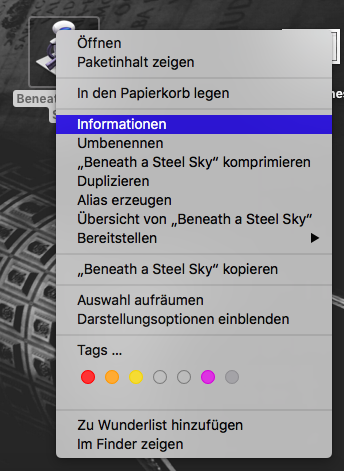 Öffnen
Paketinhalt zeigen
In den Papierkorb legen
Informationen
Umbenennen
„Beneath a Steel Sky“ komprimieren
Duplizieren
Alias erzeugen
Übersicht von „Beneath a Steel Sky“
Bereitstellen
„Beneath a Steel Sky“ kopieren
Auswahl aufräumen
Darstellungsoptionen einblenden
Tags ...
Zu Wunderlist hinzufügen
Im Finder zeigen